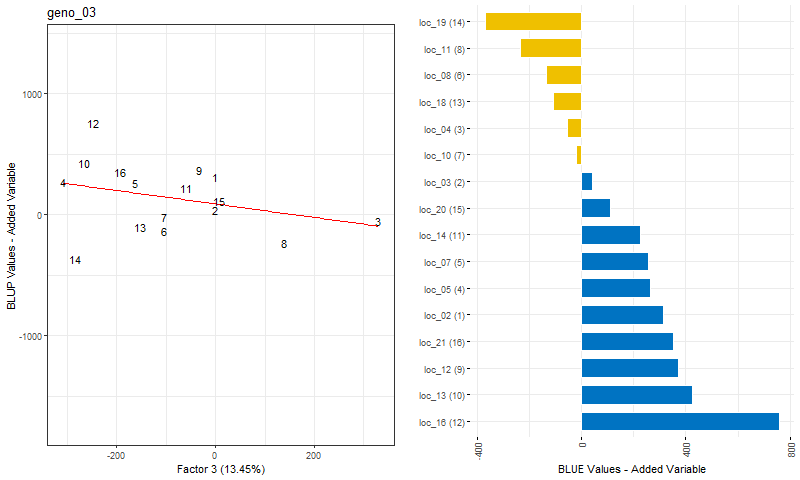 geno_03
BLUP Values - Added Variable
1000
0
-1000
12
10
16
9
4
5
1
11
15
2
7
3
13
6
8
14
-200
0
200
Factor 3 (13.45%)
loc_19 (14)
loc_11 (8)
loc_08 (6)
loc_18 (13)
loc_04 (3)
loc_10 (7)
loc_03 (2)
loc_20 (15)
loc_14 (11)
loc_07 (5)
loc_05 (4)
loc_02 (1)
loc_21 (16)
loc_12 (9)
loc_13 (10)
loc_16 (12)
-400
0
400
800
BLUE Values - Added Variable